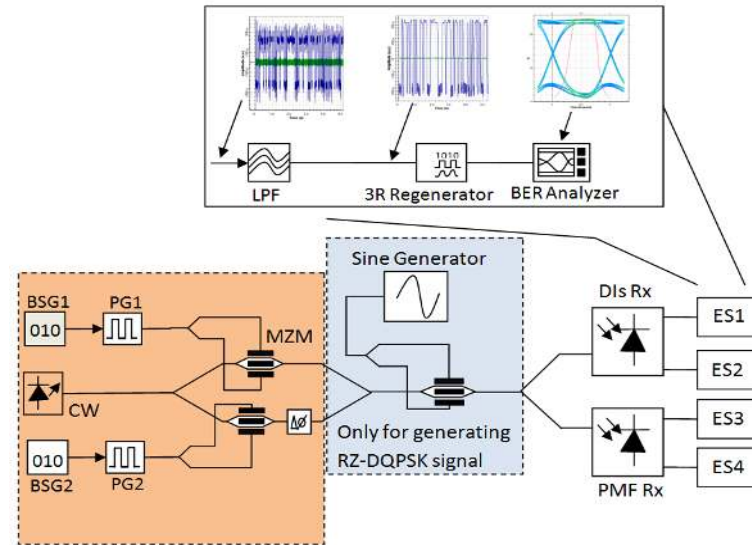 1010
LPF
3R Regenerator
BER Analyzer
Sine Generator
BSG1
PG1
010
MZM
CW
Δø
010
BSG2
PG2
Only for generating
RZ-DQPSK signal
DIs Rx
ES1
ES2
ES3
ES4
PMF Rx